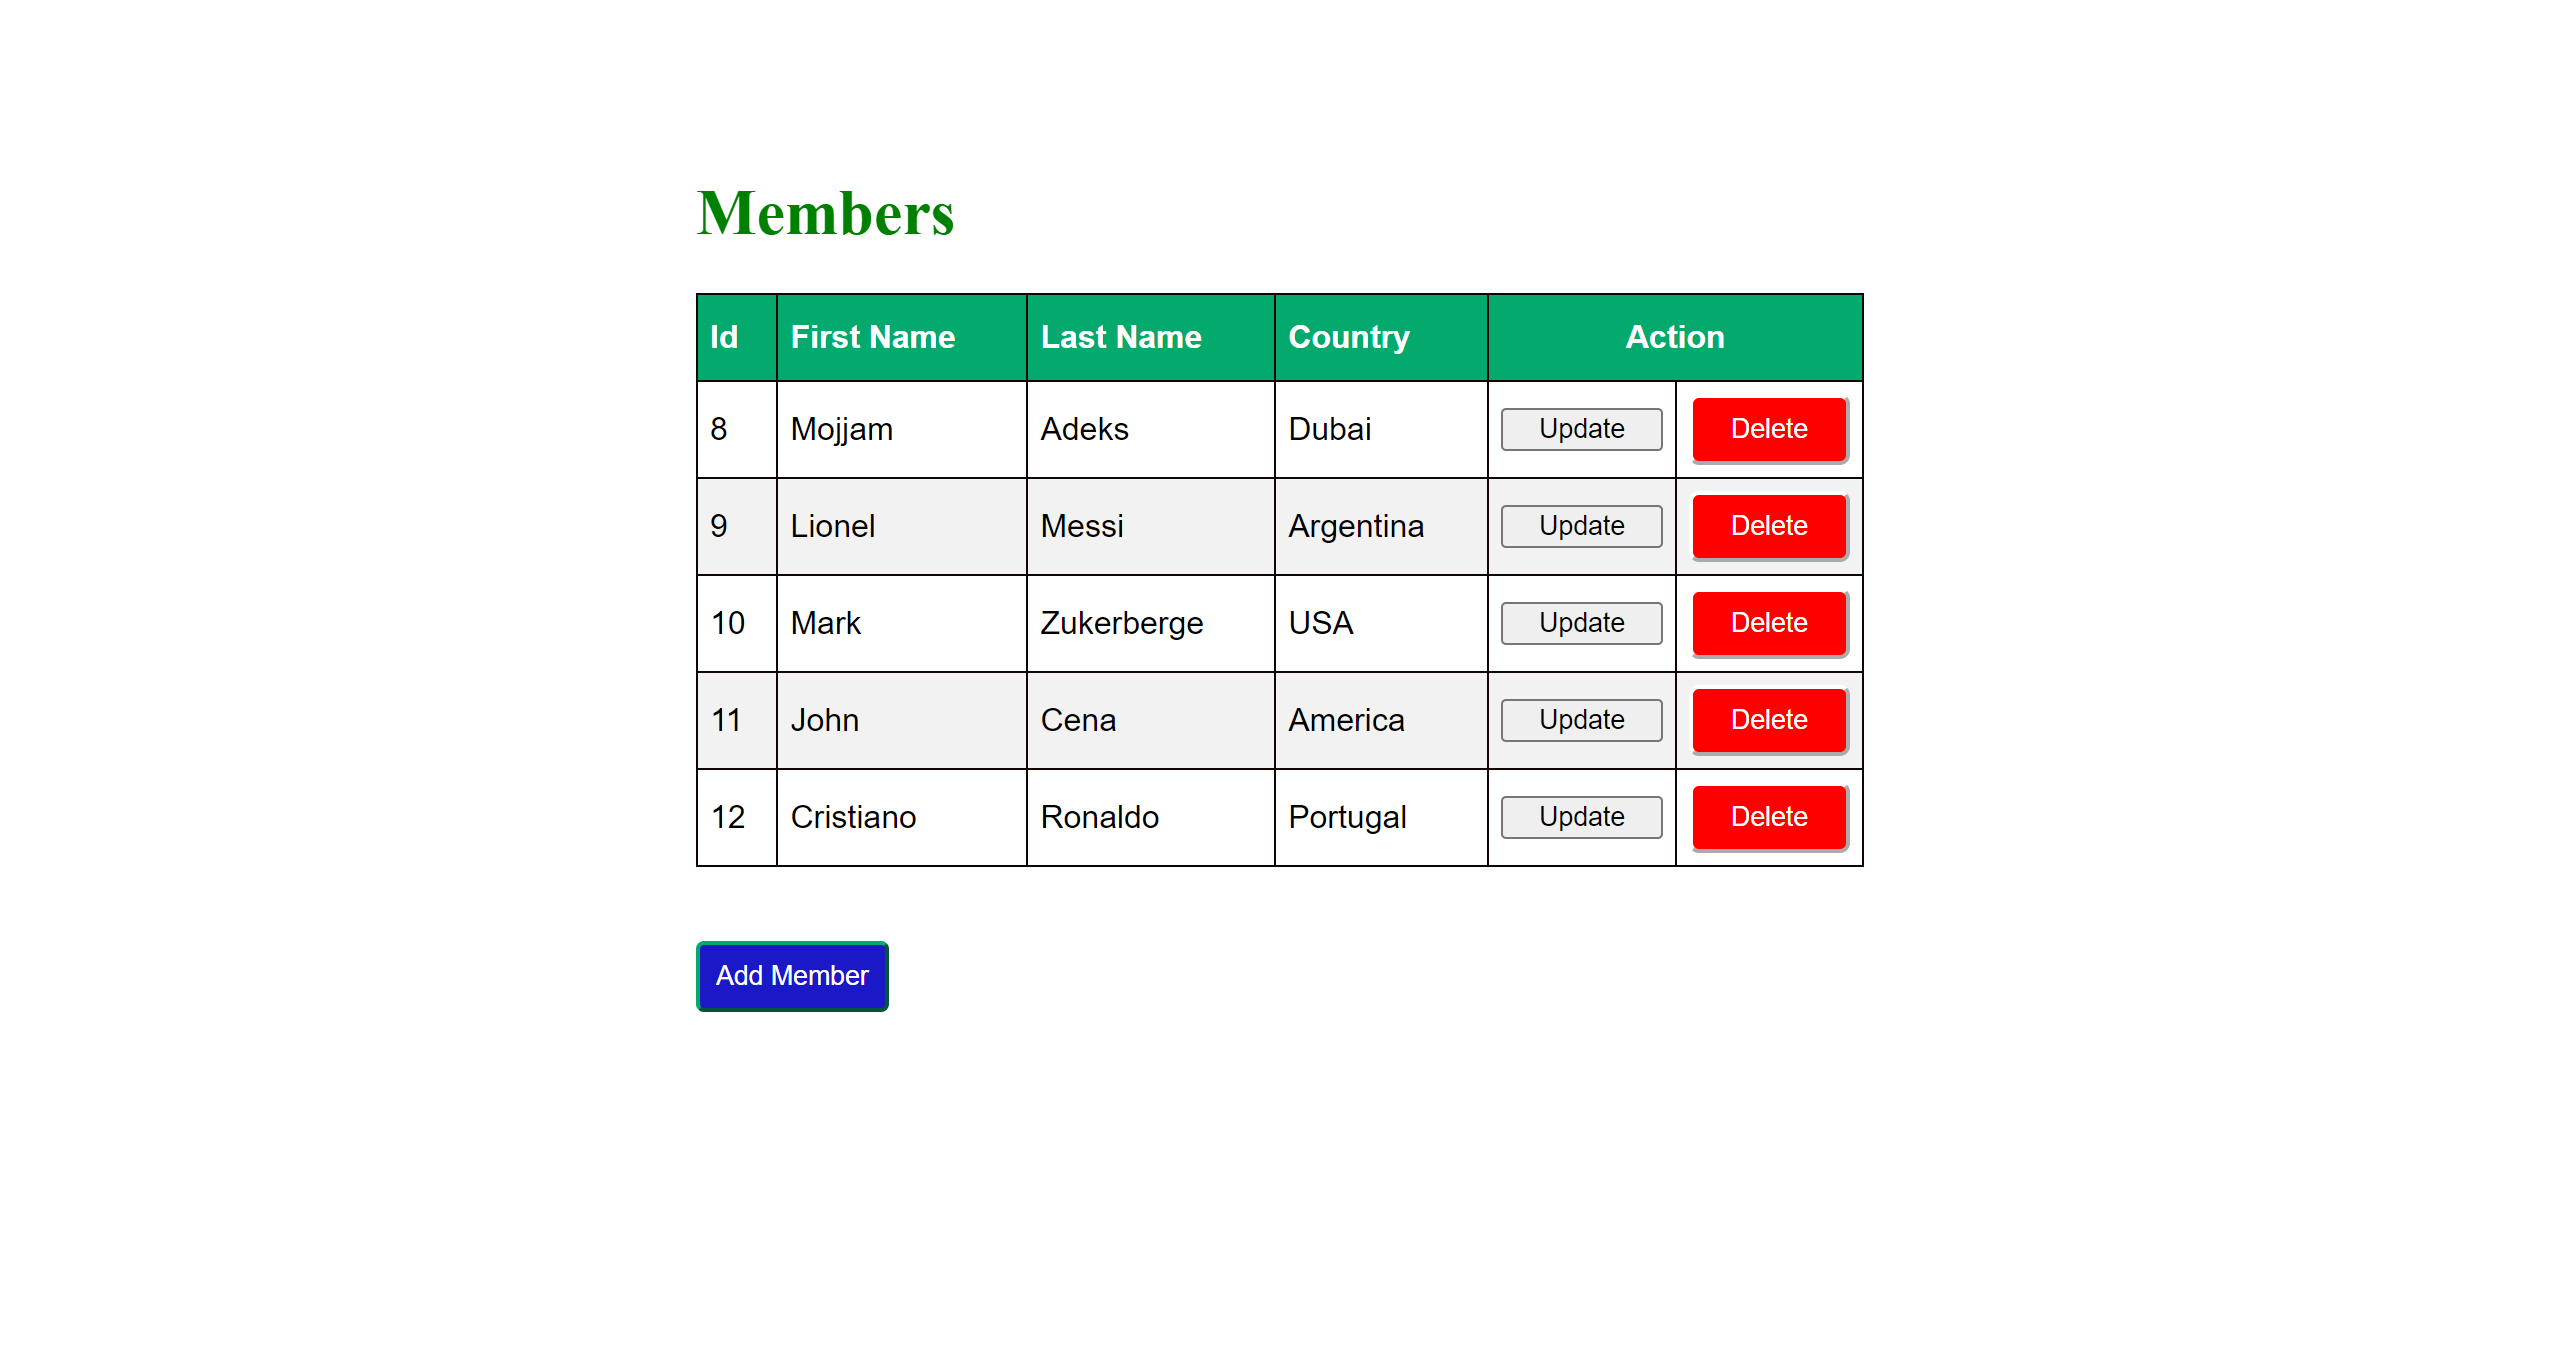 Members
Id First Name Last Name Country Action
8 Mojjam Adeks Dubai Update Delete
9 Lionel Messi Argentina Update Delete
10 Mark Zukerberge USA Update Delete
11 John Cena America Update Delete
12 Cristiano Ronaldo Portugal Update Delete
Add Member